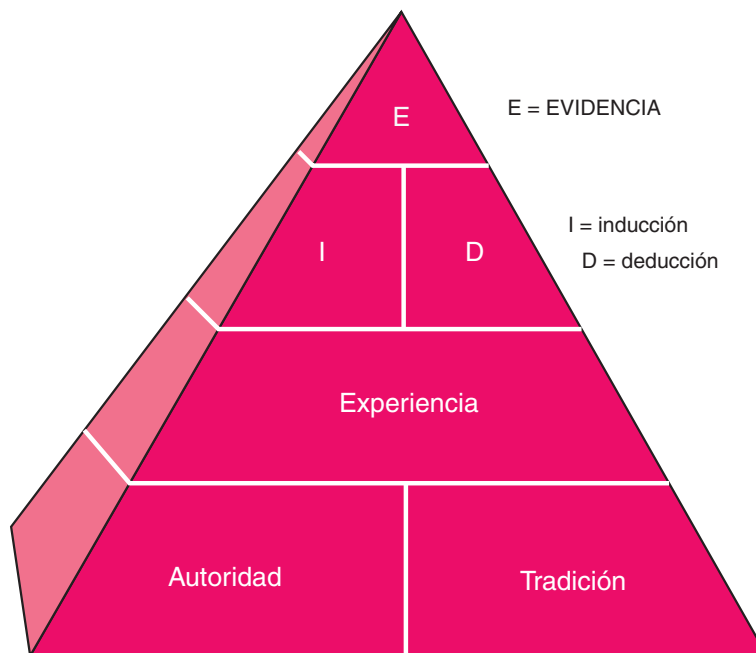 E
E = EVIDENCIA
I
D
I = inducción
D = deducción
Experiencia
Autoridad
Tradición